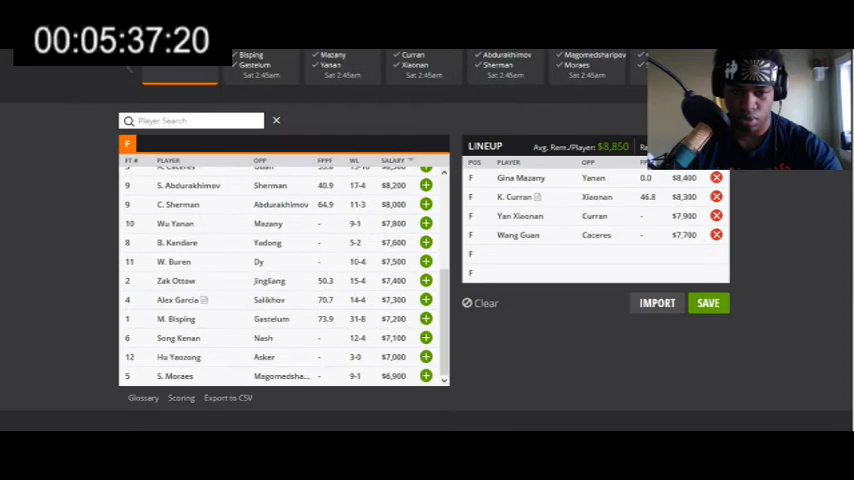 00:05:37:20
Bisping Mazany Curran Abdurakhimov Magomedsharipov
Gastelum Yanan Xiaonan Sherman Moraes
Sat 2:45am Sat 2:45am Sat 2:45am Sat 2:45am Sat 2:45am
Player Search
F
LINEUP Avg. Rem./Player: $8,850
FT # PLAYER OPP FPPF WL SALARY
POS PLAYER OPP
9 S. Abdurakhimov Sherman 40.9 17-4 $8,200
9 C. Sherman Abdurakhimov 64.9 11-3 $8,000
10 Wu Yanan Mazany - 9-1 $7,800
8 B. Kandare Yadong - 5-2 $7,600
11 W. Buren Dy - 10-4 $7,500
2 Zak Ottow Jingliang 50.3 15-4 $7,400
4 Alex Garcia Salikhov 70.7 14-4 $7,300
1 M. Bisping Gastelum 73.9 31-8 $7,200
6 Song Kenan Nash - 12-4 $7,100
12 Hu Yaozong Asker - 3-0 $7,000
5 S. Moraes Magomedsha... - 9-1 $6,900
F Gina Mazany Yanan 0.0 $8,400
F K. Curran Xiaonan 46.8 $8,300
F Yan Xiaonan Curran - $7,900
F Wang Guan Caceres - $7,700
F
F
Clear IMPORT SAVE
Glossary Scoring Export to CSV